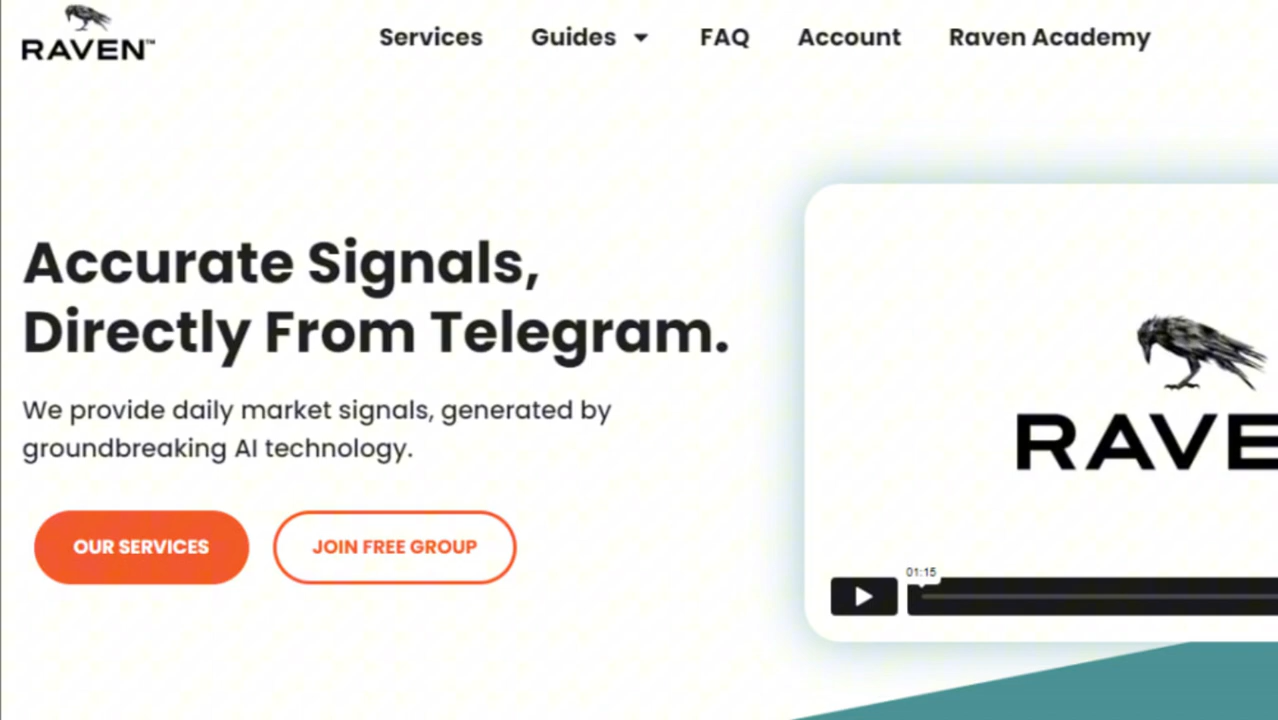 RAVEN™
Services
Guides
FAQ
Account
Raven Academy
Accurate Signals,
Directly From Telegram.
We provide daily market signals, generated by
groundbreaking AI technology.
OUR SERVICES
JOIN FREE GROUP
RAVE
01:15